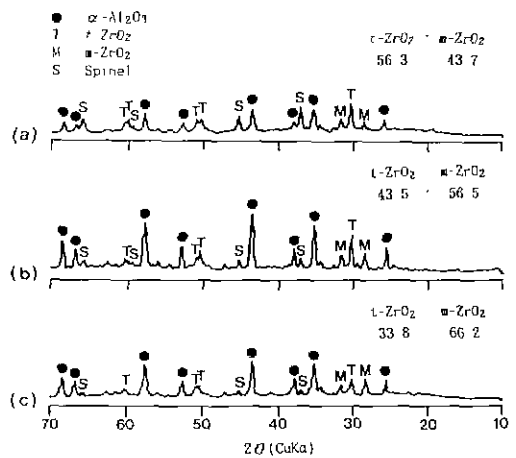 ● α-Al2O3
T t ZrO2
M m-ZrO2
S Spinel
t-ZrO2 m-ZrO2
56 3 43 7
S T T S T T S S M T M
(a)
t-ZrO2 m-ZrO2
43 5 56 5
S T S T T S S M T M
(b)
t-ZrO2 m-ZrO2
33 8 66 2
S T T T S S M T M
(c)
70 60 50 40 30 20 10
2θ (CuKa)